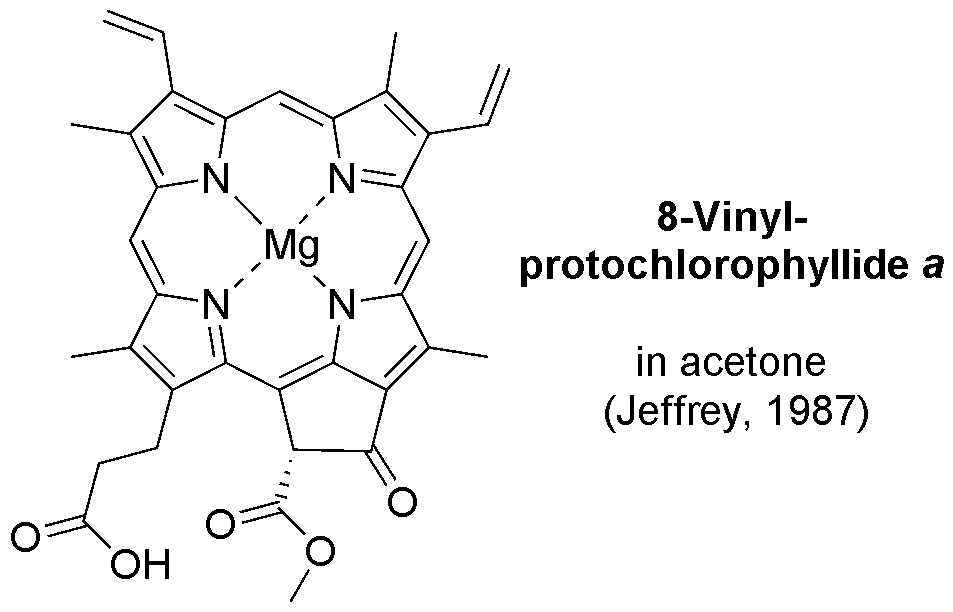 N
N
Mg
N
N
8-Vinyl-
protochlorophyllide a
in acetone
(Jeffrey, 1987)
O
OH
O
O
O